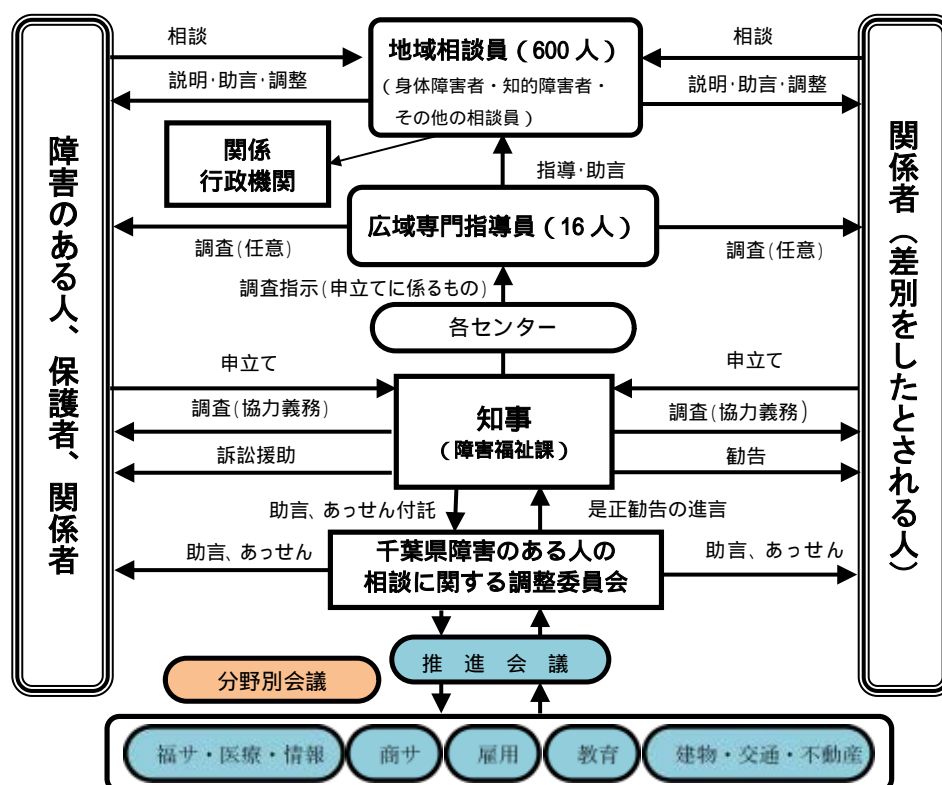 相談
地域相談員（600人）
相談
説明・助言・調整
（身体障害者・知的障害者・
その他の相談員）
説明・助言・調整
障害のある人、保護者、関係者
関係者（差別をしたとされる人）
関係
行政機関
指導・助言
広域専門指導員（16人）
調査(任意)
調査(任意)
調査指示(申立てに係るもの)
各センター
申立て
申立て
知事
（障害福祉課）
調査(協力義務)
調査(協力義務)
訴訟援助
勧告
助言、あっせん付託
是正勧告の進言
助言、あっせん
千葉県障害のある人の
相談に関する調整委員会
助言、あっせん
推進会議
分野別会議
福サ・医療・情報
商サ
雇用
教育
建物・交通・不動産